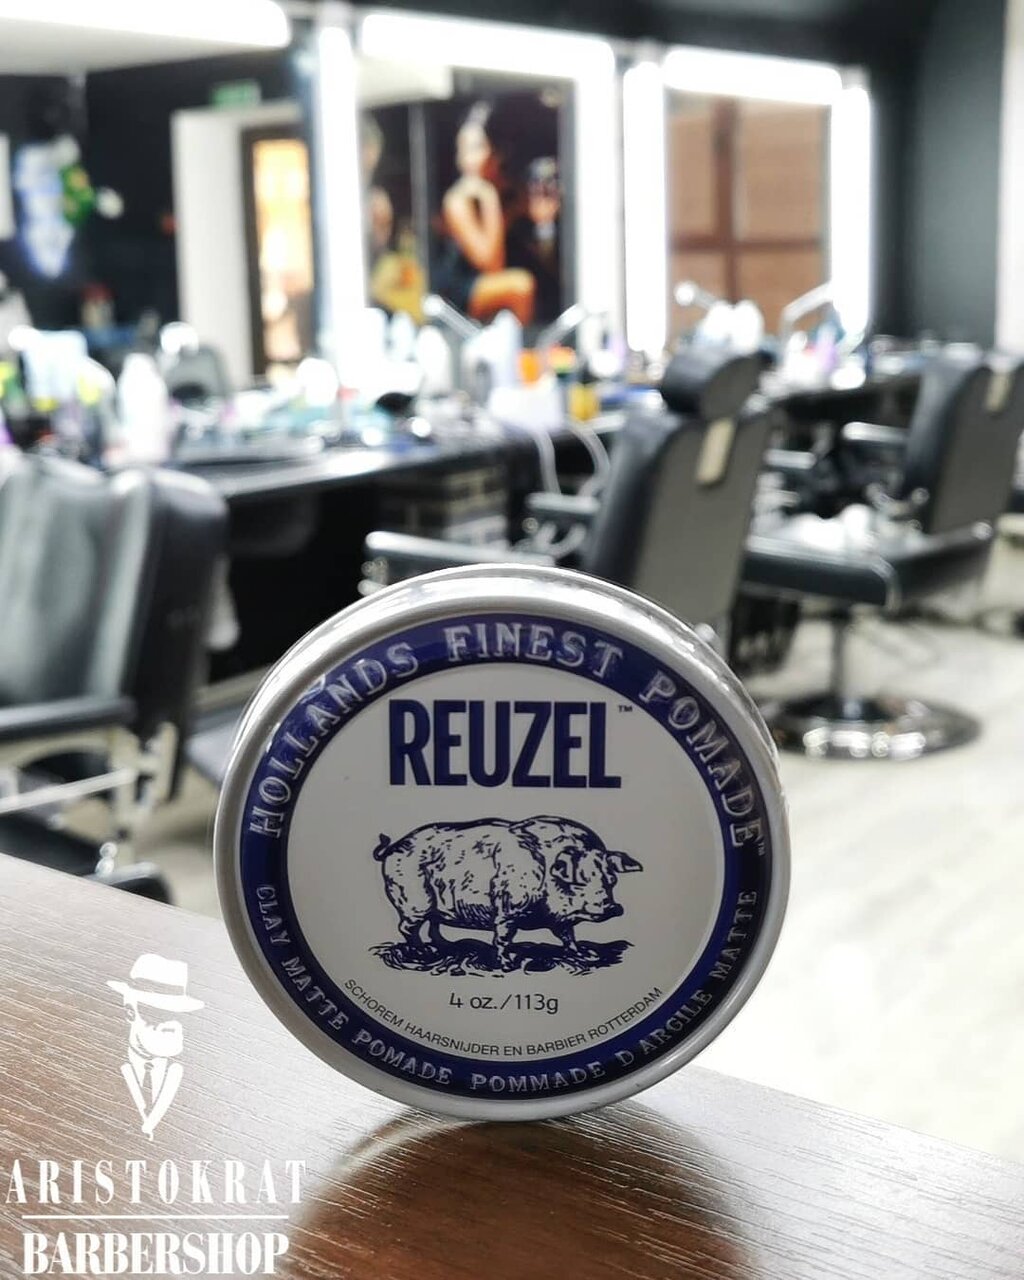 HOLLANDS FINEST POMADE™
REUZEL™
4 oz./113g
SCHOREM HAARSNIJDER EN BARBIER ROTTERDAM
CLAY MATTE POMADE POMMADE D'ARGILE MATTE
ARISTOKRAT
BARBERSHOP